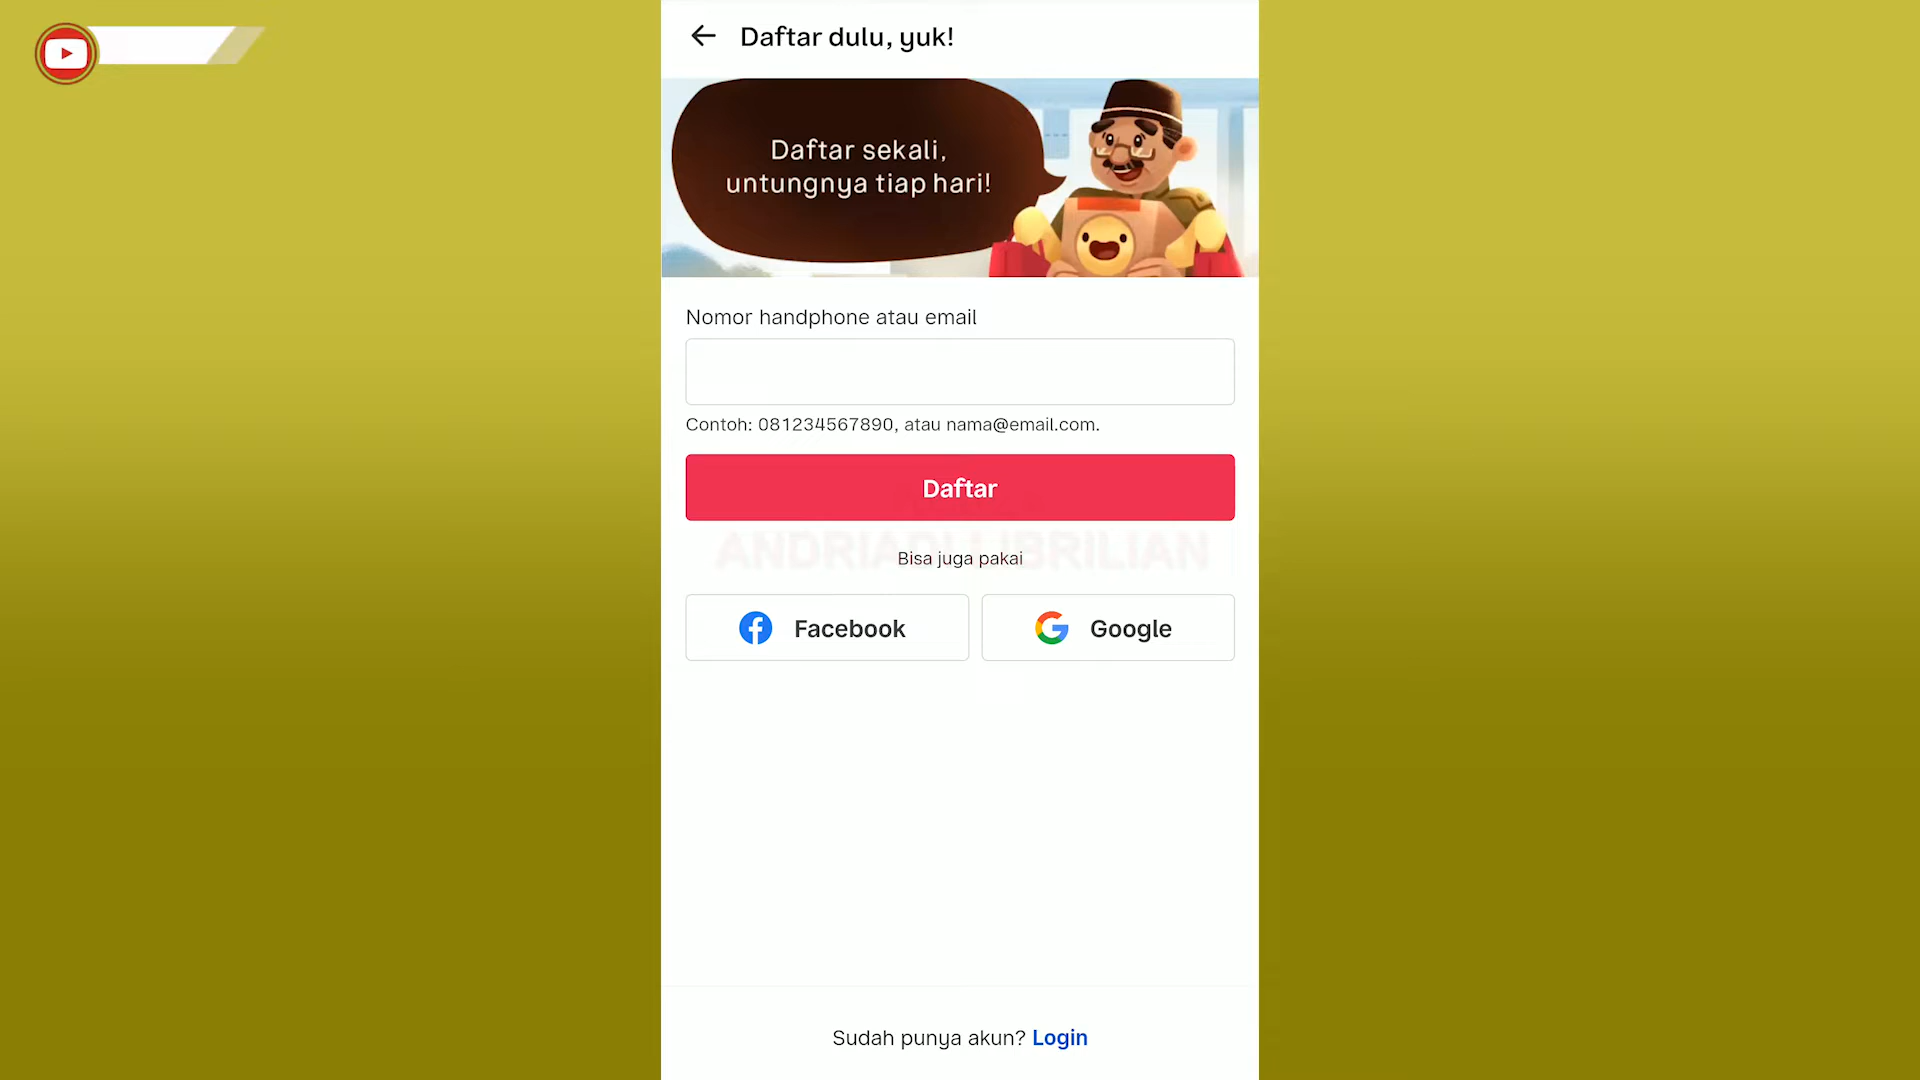 Daftar dulu, yuk!
Daftar sekali,
untungnya tiap hari!
Nomor handphone atau email
Contoh: 081234567890, atau nama@email.com.
Daftar
Bisa juga pakai
Facebook
Google
Sudah punya akun? Login